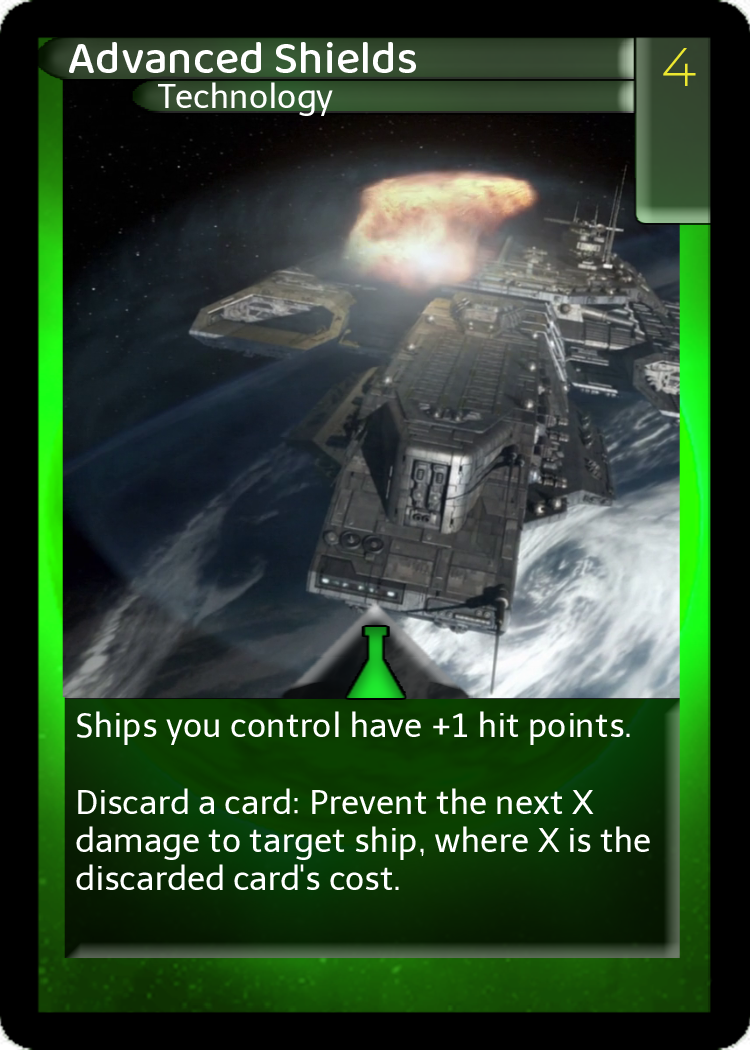 Advanced Shields
4
Technology
Ships you control have +1 hit points.
Discard a card: Prevent the next X
damage to target ship, where X is the
discarded card's cost.